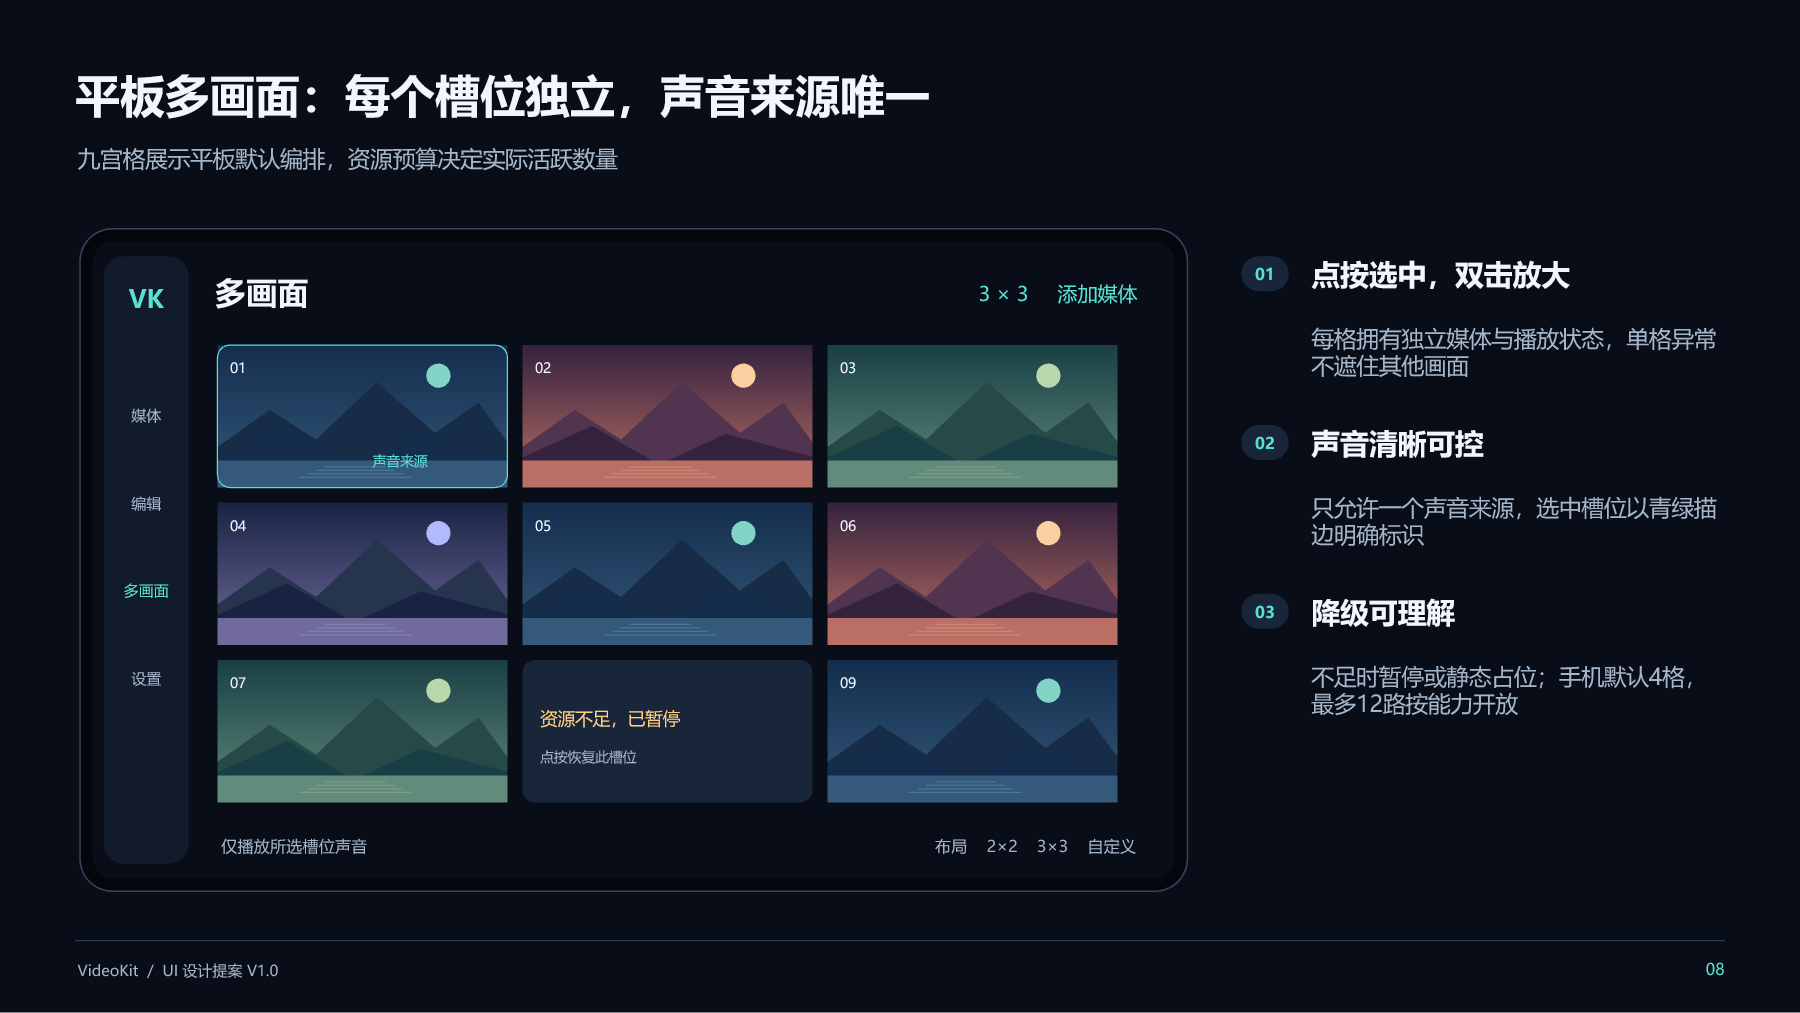 平板多画面：每个槽位独立，声音来源唯一
九宫格展示平板默认编排，资源预算决定实际活跃数量
VK
媒体
编辑
多画面
设置
多画面
3 × 3 添加媒体
01
声音来源
02
03
04
05
06
07
资源不足，已暂停
点按恢复此槽位
09
仅播放所选槽位声音
布局 2×2 3×3 自定义
01 点按选中，双击放大
每格拥有独立媒体与播放状态，单格异常
不遮住其他画面
02 声音清晰可控
只允许一个声音来源，选中槽位以青绿描
边明确标识
03 降级可理解
不足时暂停或静态占位；手机默认4格，
最多12路按能力开放
VideoKit / UI 设计提案 V1.0
08